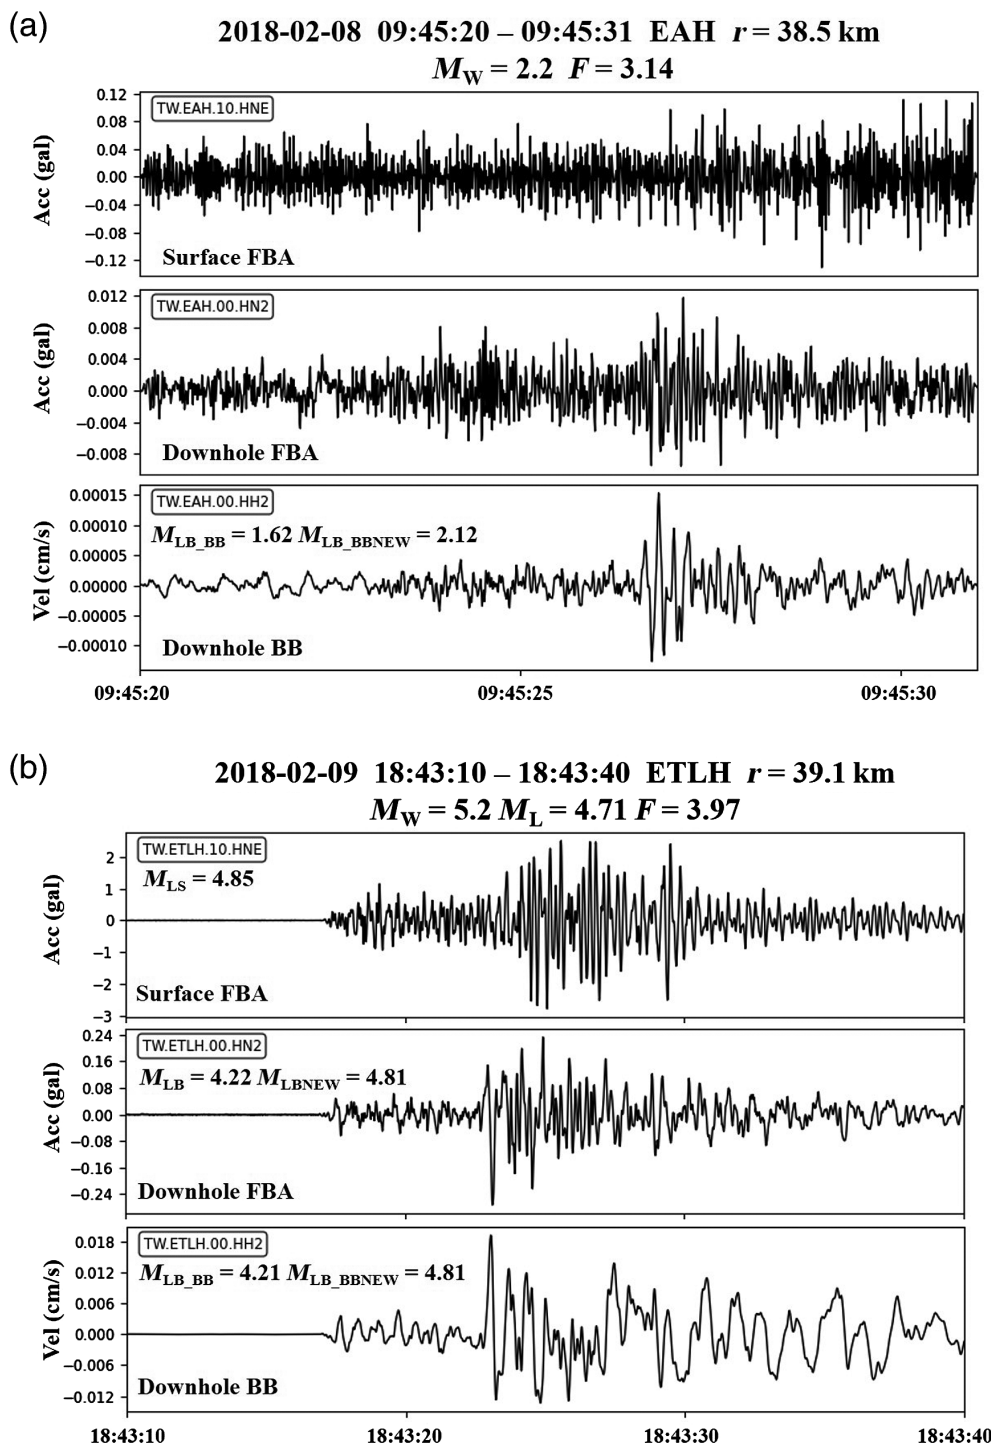 (a)
2018-02-08 09:45:20 – 09:45:31 EAH r = 38.5 km
MW = 2.2 F = 3.14
0.12
TW.EAH.10.HNE
0.08
0.04
0.00
−0.04
−0.08
−0.12
Acc (gal)
Surface FBA
0.012
TW.EAH.00.HN2
0.008
0.004
0.000
−0.004
−0.008
Acc (gal)
Downhole FBA
0.00015
TW.EAH.00.HH2
0.00010
MLB_BB = 1.62 MLB_BBNEW = 2.12
0.00005
0.00000
−0.00005
−0.00010
Vel (cm/s)
Downhole BB
09:45:20 09:45:25 09:45:30
(b)
2018-02-09 18:43:10 – 18:43:40 ETLH r = 39.1 km
MW = 5.2 ML = 4.71 F = 3.97
TW.ETLH.10.HNE
2
MLS = 4.85
1
0
−1
−2
−3
Acc (gal)
Surface FBA
0.24
TW.ETLH.00.HN2
0.16
MLB = 4.22 MLBNEW = 4.81
0.08
0.00
−0.08
−0.16
−0.24
Acc (gal)
Downhole FBA
0.018
TW.ETLH.00.HH2
0.012
MLB_BB = 4.21 MLB_BBNEW = 4.81
0.006
0.000
−0.006
−0.012
Vel (cm/s)
Downhole BB
18:43:10 18:43:20 18:43:30 18:43:40